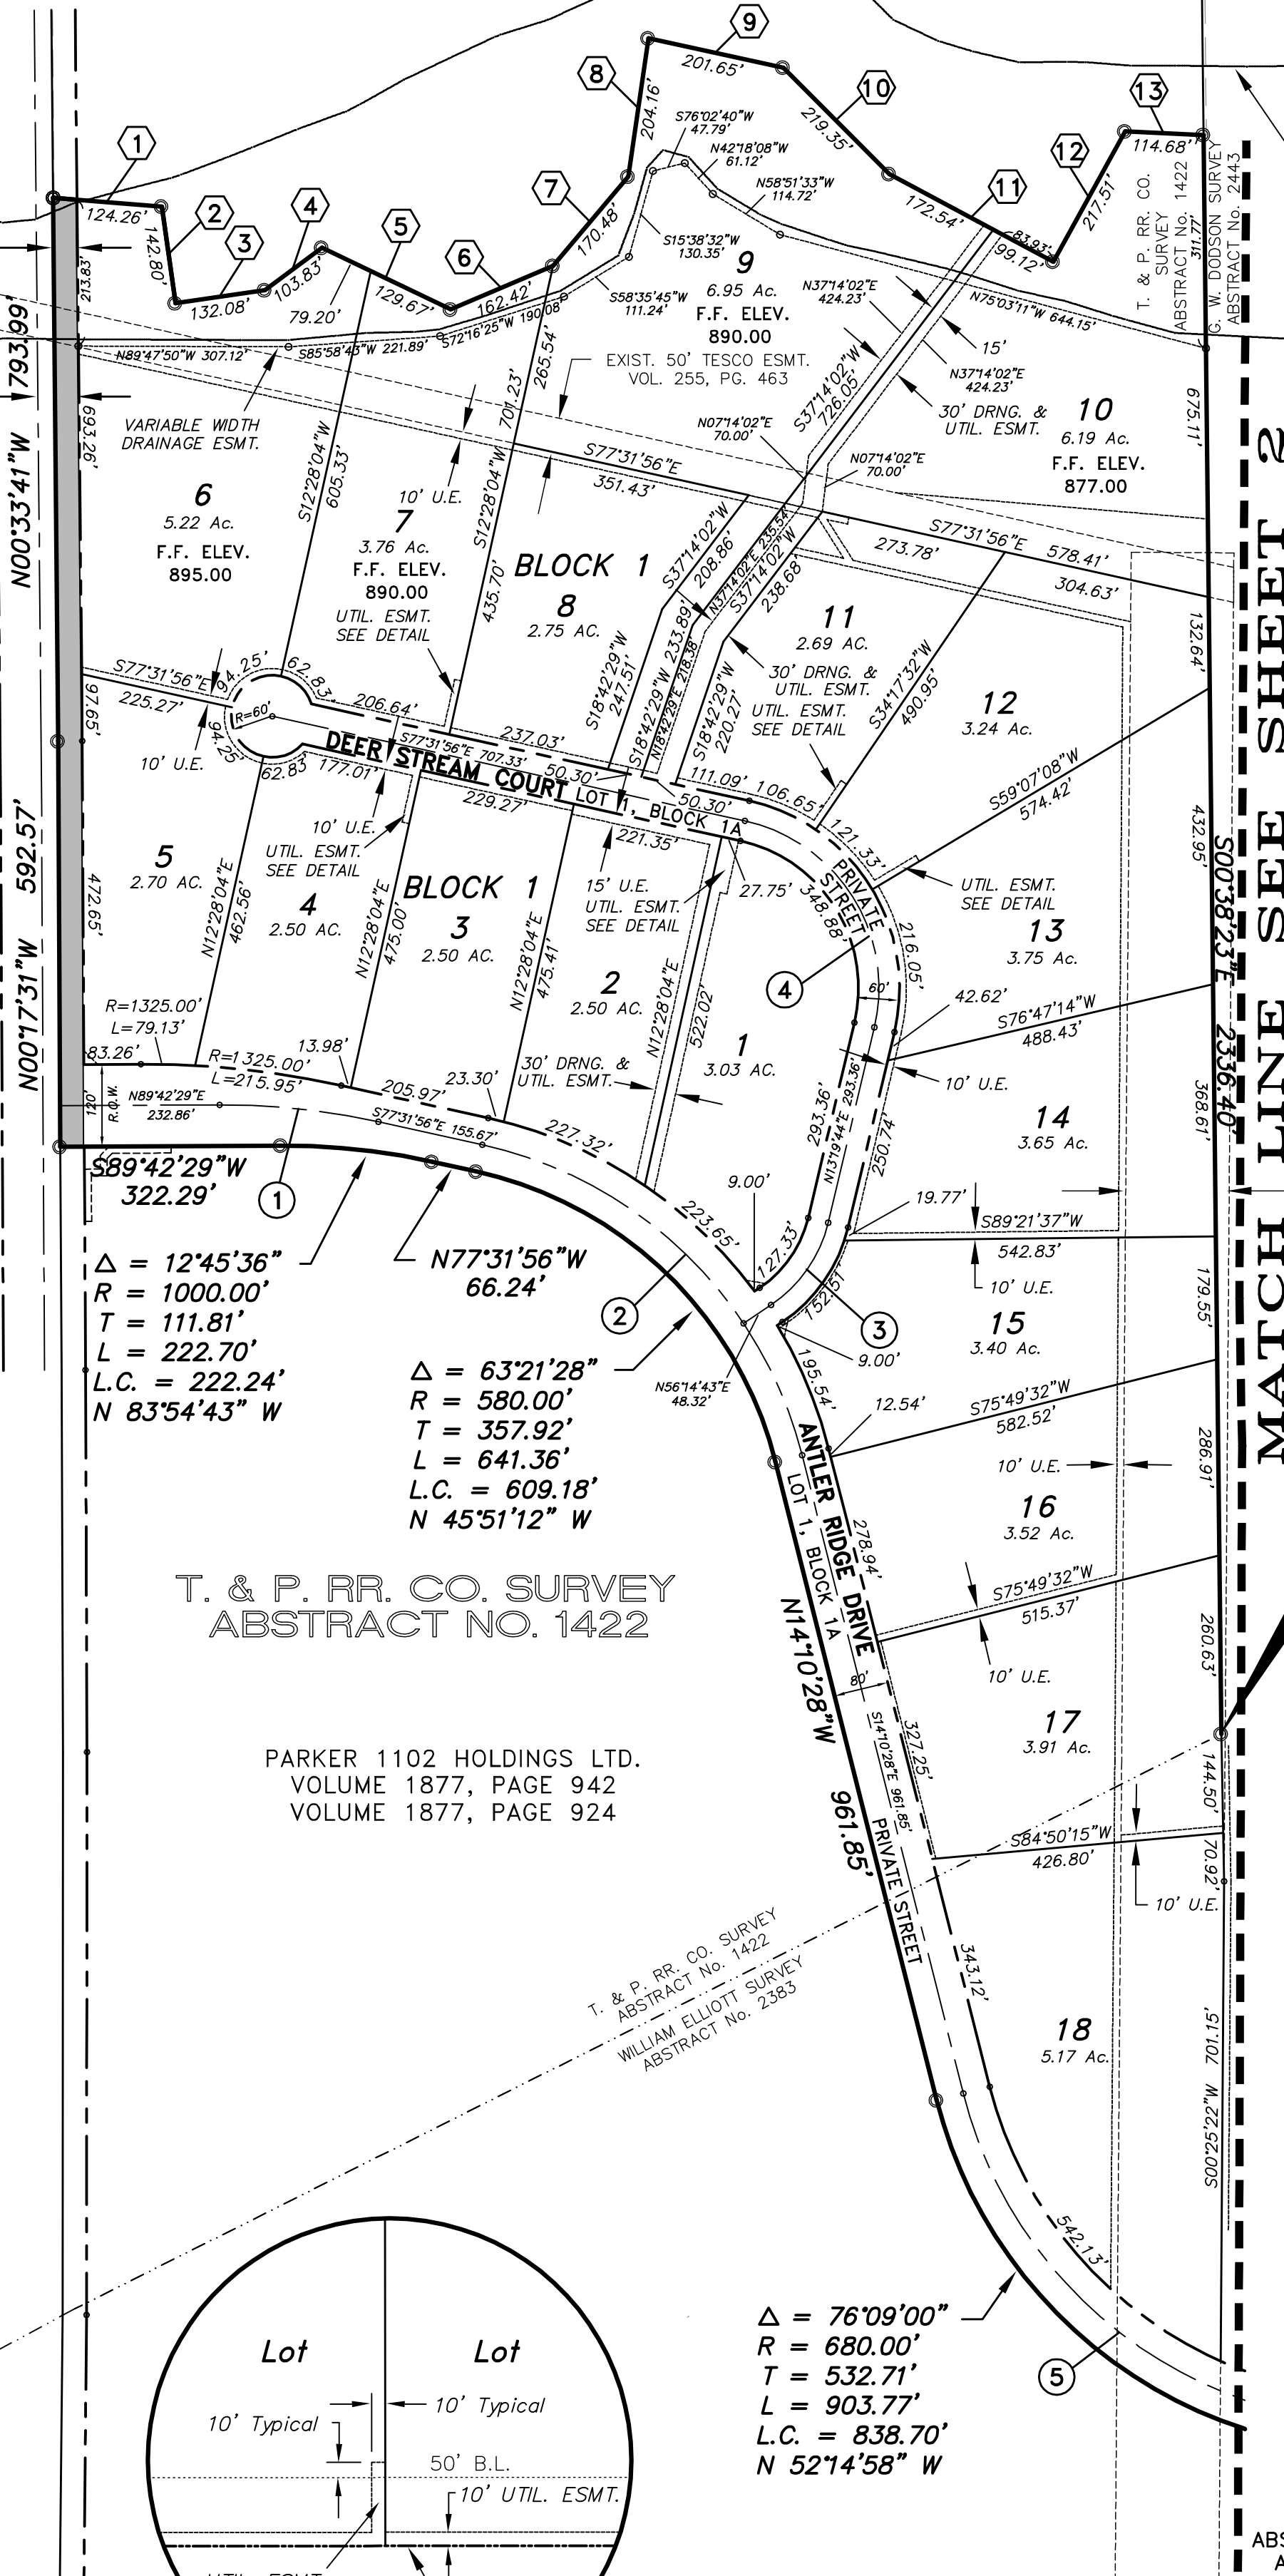 9
201.65'
8
204.16'
10
219.35'
13
114.68'
12
217.51'
11
172.54'
83.93'
99.12'
1
124.26'
2
142.80'
3
132.08'
4
103.83'
5
79.20'
129.67'
6
162.42'
7
170.48'
S76°02'40"W
47.79'
N42°18'08"W
61.12'
N58°51'33"W
114.72'
S15°38'32"W
130.35'
S58°35'45"W
111.24'
T. & P. RR. CO.
SURVEY
ABSTRACT No. 1422
311.77'
G. W. DODSON SURVEY
ABSTRACT No. 2443
213.83'
N89°47'50"W 307.12'
S85°58'43"W 221.89'
S72°16'25"W 190.08'
N75°03'11"W 644.15'
9
6.95 Ac.
F.F. ELEV.
890.00
EXIST. 50' TESCO ESMT.
VOL. 255, PG. 463
N37°14'02"E
424.23'
15'
N37°14'02"E
424.23'
S37°14'02"W
726.05'
30' DRNG. &
UTIL. ESMT.
10
6.19 Ac.
F.F. ELEV.
877.00
N07°14'02"E
70.00'
N07°14'02"E
70.00'
675.11'
793.99'
N00°33'41"W
693.26'
VARIABLE WIDTH
DRAINAGE ESMT.
265.54'
701.23'
S12°28'04"W
605.33'
S12°28'04"W
435.70'
10' U.E.
S77°31'56"E
351.43'
6
5.22 Ac.
F.F. ELEV.
895.00
7
3.76 Ac.
F.F. ELEV.
890.00
UTIL. ESMT.
SEE DETAIL
BLOCK 1
8
2.75 AC.
S37°14'02"W
208.86'
N37°14'02"E 235.54'
S37°14'02"W
238.68'
S77°31'56"E
273.78'
578.41'
304.63'
11
2.69 AC.
30' DRNG. &
UTIL. ESMT.
UTIL. ESMT.
SEE DETAIL
S34°17'32"W
490.95'
12
3.24 Ac.
132.64'
S18°42'29"W
247.51'
S18°42'29"W 233.89'
N18°42'29"E 218.38'
S18°42'29"W
220.27'
S77°31'56"E
225.27'
94.25'
62.83'
R=60'
94.25
62.83'
10' U.E.
97.65'
206.64'
S77°31'56"E 707.33'
237.03'
50.30'
50.30'
DEER STREAM COURT
LOT 1, BLOCK 1A
PRIVATE
STREET
177.01'
229.27'
221.35'
27.75'
348.88'
111.09'
106.65'
121.33'
216.05'
S59°07'08"W
574.42'
432.95'
S00°38'23"E 2336.40
MATCH LINE SEE SHEET 2
10' U.E.
UTIL. ESMT.
SEE DETAIL
15' U.E.
UTIL. ESMT.
SEE DETAIL
UTIL. ESMT.
SEE DETAIL
N00°17'31"W 592.57'
472.65'
5
2.70 AC.
N12°28'04"E
462.56'
4
2.50 AC.
N12°28'04"E
475.00'
BLOCK 1
3
2.50 AC.
N12°28'04"E
475.41'
2
2.50 AC.
N12°28'04"E
522.02'
1
3.03 AC.
4
60'
13
3.75 Ac.
42.62'
S76°47'14"W
488.43'
10' U.E.
R=1325.00'
L=79.13'
83.26'
R=1325.00'
L=215.95'
13.98'
205.97'
23.30'
30' DRNG. &
UTIL. ESMT.
120'
R.O.W.
N89°42'29"E
232.86'
S77°31'56"E 155.67'
227.32'
223.65'
293.36'
N13°19'44"E 293.36'
250.74'
14
3.65 Ac.
368.61'
S89°42'29"W
322.29'
1
9.00'
127.33'
152.51'
19.77'
S89°21'37"W
542.83'
10' U.E.
Δ = 12°45'36"
R = 1000.00'
T = 111.81'
L = 222.70'
L.C. = 222.24'
N 83°54'43" W
N77°31'56"W
66.24'
2
3
9.00'
15
3.40 Ac.
179.55'
Δ = 63°21'28"
R = 580.00'
T = 357.92'
L = 641.36'
L.C. = 609.18'
N 45°51'12" W
N56°14'43"E
48.32'
195.54'
12.54'
S75°49'32"W
582.52'
10' U.E.
286.91'
16
3.52 Ac.
ANTLER RIDGE DRIVE
LOT 1, BLOCK 1A
278.94'
S75°49'32"W
515.37'
10' U.E.
260.63'
T. & P. RR. CO. SURVEY
ABSTRACT NO. 1422
N14°10'28"W 961.85'
80'
S14°10'28"E 961.85'
PRIVATE STREET
327.25'
17
3.91 Ac.
144.50'
PARKER 1102 HOLDINGS LTD.
VOLUME 1877, PAGE 942
VOLUME 1877, PAGE 924
S84°50'15"W
426.80'
70.92'
10' U.E.
T. & P. RR. CO. SURVEY
ABSTRACT No. 1422
WILLIAM ELLIOTT SURVEY
ABSTRACT No. 2383
343.12'
18
5.17 Ac.
S00°25'22"W 701.15'
542.13'
Δ = 76°09'00"
R = 680.00'
T = 532.71'
L = 903.77'
L.C. = 838.70'
N 52°14'58" W
5
Lot
Lot
10' Typical
10' Typical
50' B.L.
10' UTIL. ESMT.
UTIL. ESMT.
ABS